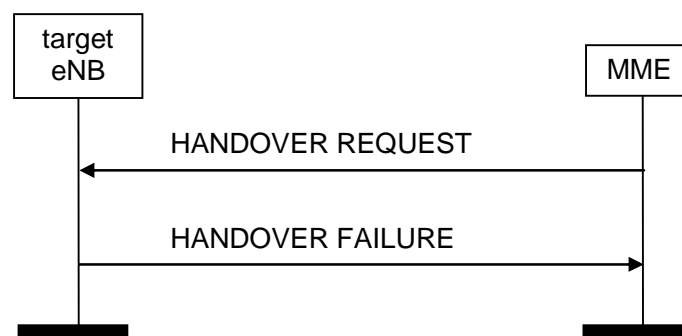 target
eNB
MME
HANDOVER REQUEST
HANDOVER FAILURE